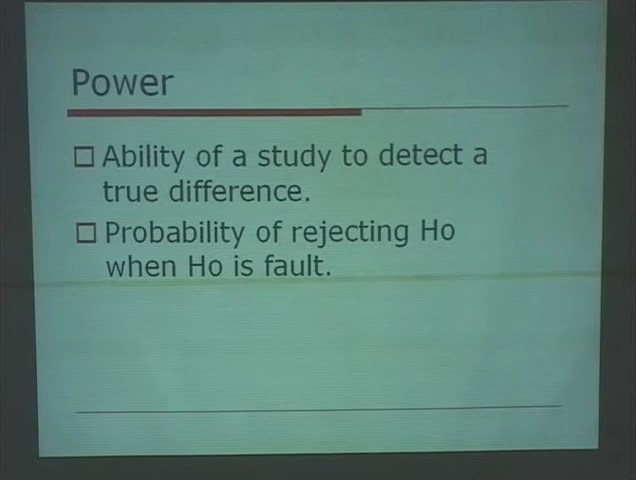 Power
Ability of a study to detect a
true difference.
Probability of rejecting Ho
when Ho is fault.